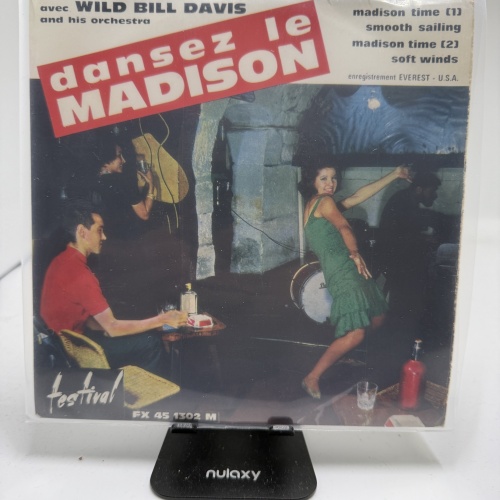 avec WILD BILL DAVIS
and his orchestra
madison time (1)
smooth sailing
madison time (2)
soft winds
enregistrement EVEREST - U.S.A.
dansez le
MADISON
festival
FX 45 1302 M
nulaxy